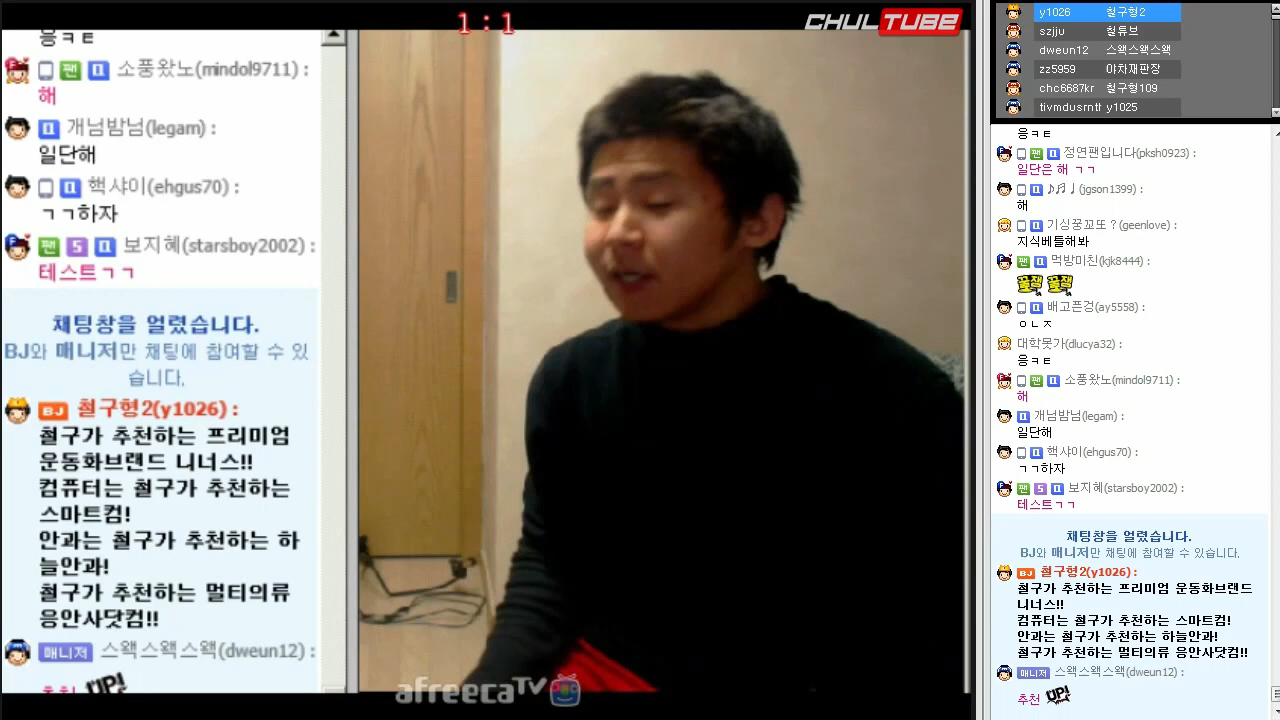 응ㅋㅌ
팬 소풍왔노(mindol9711) :
해
개넘밤넘(legam) :
일단해
핵샤이(ehgus70) :
ㄱㄱ하자
팬 S 보지혜(starsboy2002) :
테스트ㄱㄱ
채팅창을 얼렸습니다.
BJ와 매니저만 채팅에 참여할 수 있
습니다.
BJ 철구형2(y1026) :
철구가 추천하는 프리미엄
운동화브랜드 니너스!!
컴퓨터는 철구가 추천하는
스마트컴!
안과는 철구가 추천하는 하
늘안과!
철구가 추천하는 멀티의류
응안사닷컴!!
매니저 스왝스왝스왝(dweun12) :
추천 UP!
1 : 1
CHULTUBE
afreecaTV
y1026 철구형2
szjju 철튜브
dweun12 스왝스왝스왝
zz5959 아차재판장
chc6687kr 철구형109
tivmdusrntl y1025
응ㅋㅌ
팬 정연팬입니다(pksh0923) :
일단은 해 ㄱㄱ
♪♬♩(jgson1399) :
해
기싱꿍꼬또?(geenlove) :
지식베들해봐
팬 먹방미친(kjk8444) :
배고픈겅(ay5558) :
ㅇㄴㅈ
대학못가(dlucya32) :
응ㅋㅌ
팬 소풍왔노(mindol9711) :
해
개넘밤넘(legam) :
일단해
핵샤이(ehgus70) :
ㄱㄱ하자
팬 S 보지혜(starsboy2002) :
테스트ㄱㄱ
채팅창을 얼렸습니다.
BJ와 매니저만 채팅에 참여할 수 있습니다.
BJ 철구형2(y1026) :
철구가 추천하는 프리미엄 운동화브랜드
니너스!!
컴퓨터는 철구가 추천하는 스마트컴!
안과는 철구가 추천하는 하늘안과!
철구가 추천하는 멀티의류 응안사닷컴!!
매니저 스왝스왝스왝(dweun12) :
추천 UP!